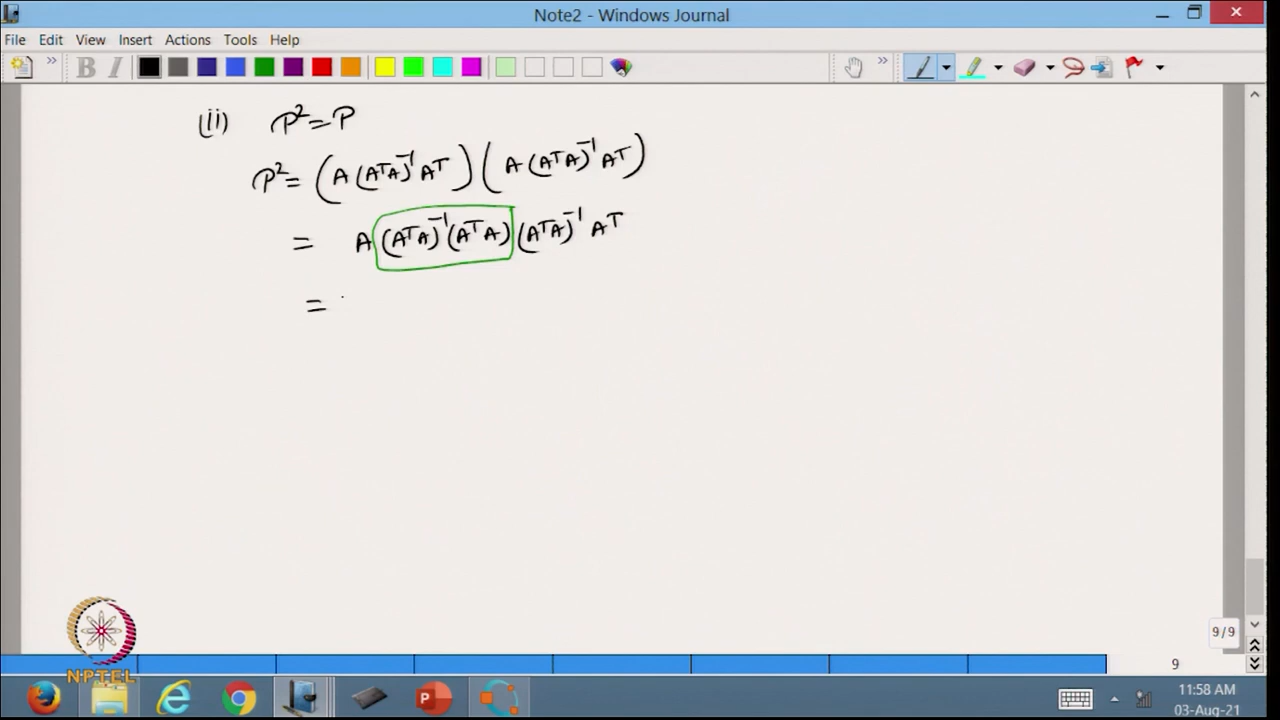 Note2 - Windows Journal
File Edit View Insert Actions Tools Help
(ii) P²=P
P²= (A(AᵀA)⁻¹Aᵀ)(A(AᵀA)⁻¹Aᵀ)
= A(AᵀA)⁻¹(AᵀA)(AᵀA)⁻¹Aᵀ
=
9/9
NPTEL
9
11:58 AM
03-Aug-21